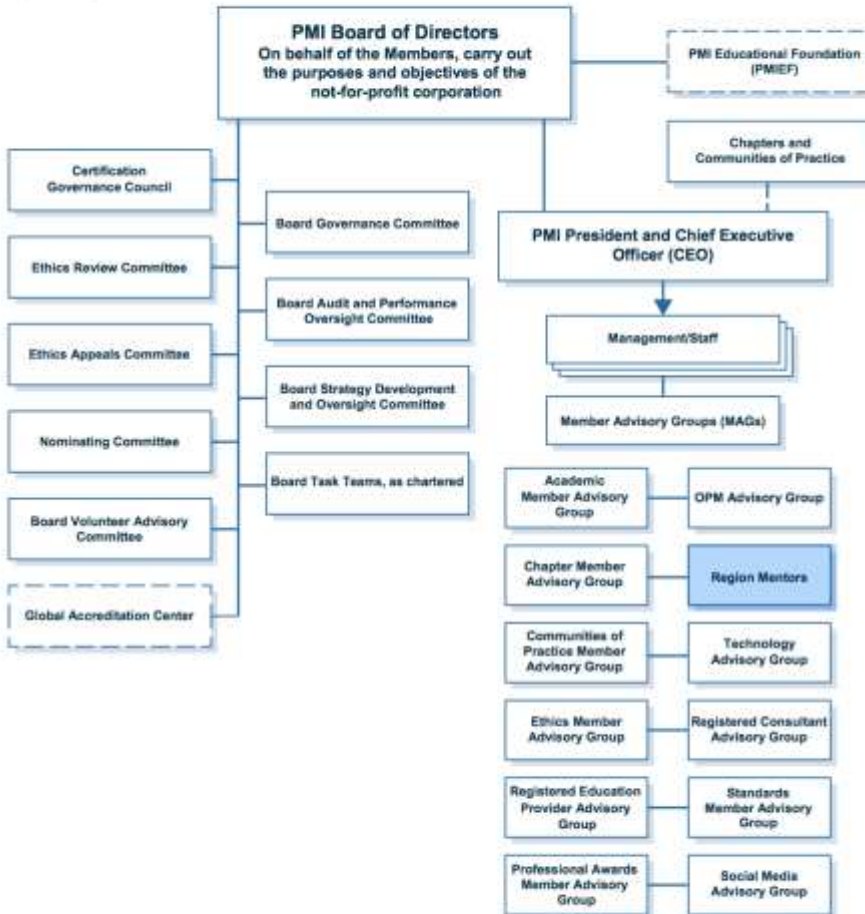 PMI Board of Directors
On behalf of the Members, carry out
the purposes and objectives of the
not-for-profit corporation
PMI Educational Foundation
(PMIEF)
Chapters and
Communities of Practice
Certification
Governance Council
Board Governance Committee
PMI President and Chief Executive
Officer (CEO)
Ethics Review Committee
Board Audit and Performance
Oversight Committee
Management/Staff
Ethics Appeals Committee
Board Strategy Development
and Oversight Committee
Member Advisory Groups (MAGs)
Nominating Committee
Board Task Teams, as chartered
Academic
Member Advisory
Group
OPM Advisory Group
Board Volunteer Advisory
Committee
Chapter Member
Advisory Group
Region Mentors
Global Accreditation Center
Communities of
Practice Member
Advisory Group
Technology
Advisory Group
Ethics Member
Advisory Group
Registered Consultant
Advisory Group
Registered Education
Provider Advisory
Group
Standards
Member Advisory
Group
Professional Awards
Member Advisory
Group
Social Media
Advisory Group